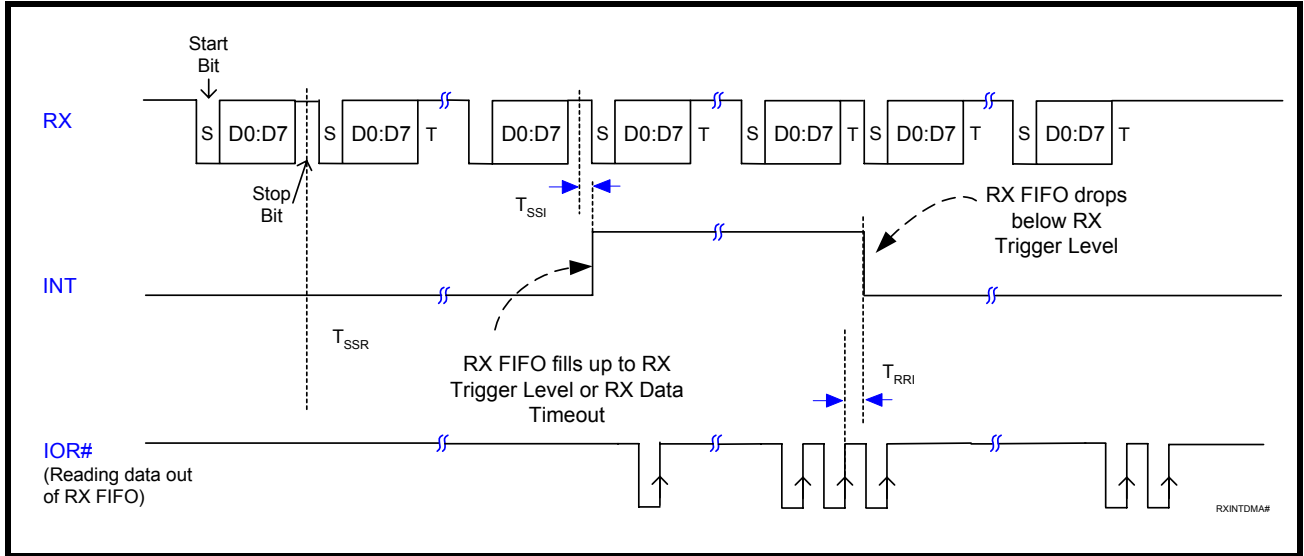 Start
Bit
RX
S D0:D7 S D0:D7 T D0:D7 S D0:D7 T S D0:D7 T S D0:D7 T S D0:D7 T
Stop
Bit
TSSI
RX FIFO drops
below RX
Trigger Level
INT
TSSR
RX FIFO fills up to RX
Trigger Level or RX Data
Timeout
TRRI
IOR#
(Reading data out
of RX FIFO)
RXINTDMA#